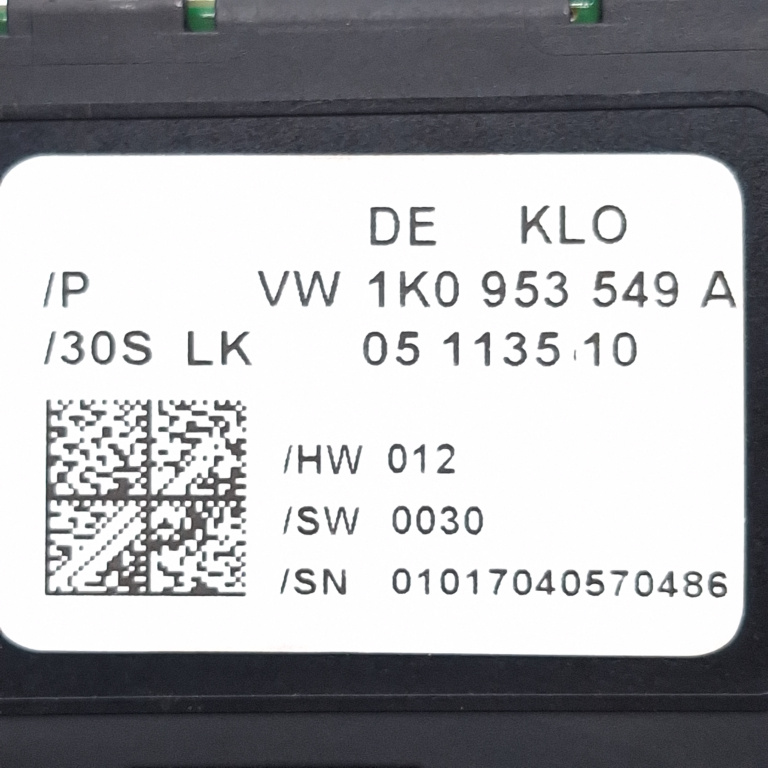 DE KLO
/P VW 1K0 953 549 A
/30S LK 05 1135 10
/HW 012
/SW 0030
/SN 01017040570486